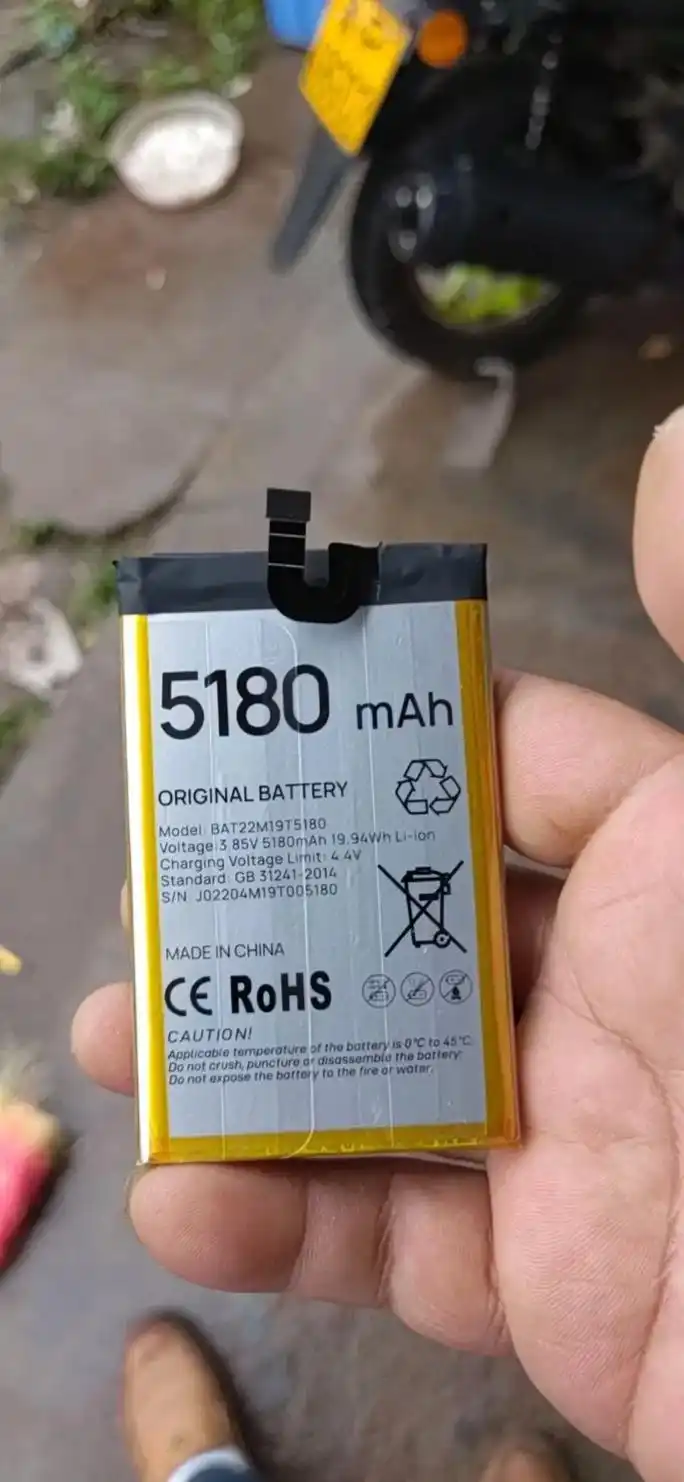 5180 mAh
ORIGINAL BATTERY
Model: BAT22M19T5180
Voltage 3.85V 5180mAh 19.94Wh Li-ion
Charging Voltage Limit: 4.4V
Standard: GB 31241-2014
S/N J02204M19T005180
MADE IN CHINA
CE RoHS
CAUTION!
Applicable temperature of the battery is 0°C to 45°C.
Do not crush, puncture or disassemble the battery.
Do not expose the battery to the fire or water.